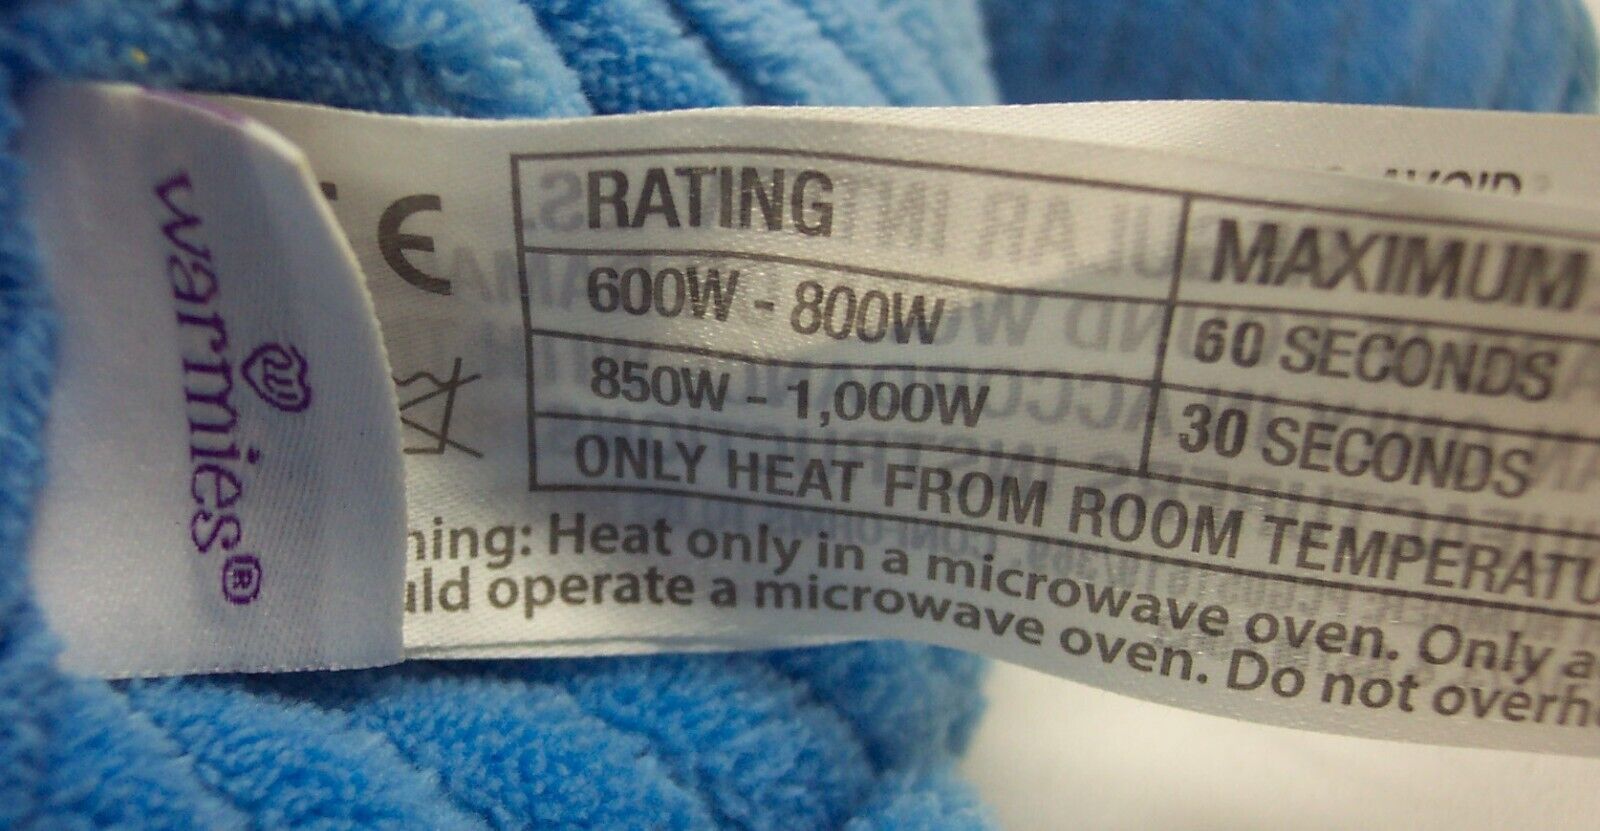 warmies®
CE
RATING MAXIMUM
600W - 800W 60 SECONDS
850W - 1,000W 30 SECONDS
ONLY HEAT FROM ROOM TEMPERATU
ning: Heat only in a microwave oven. Only a
uld operate a microwave oven. Do not overh
AVOID